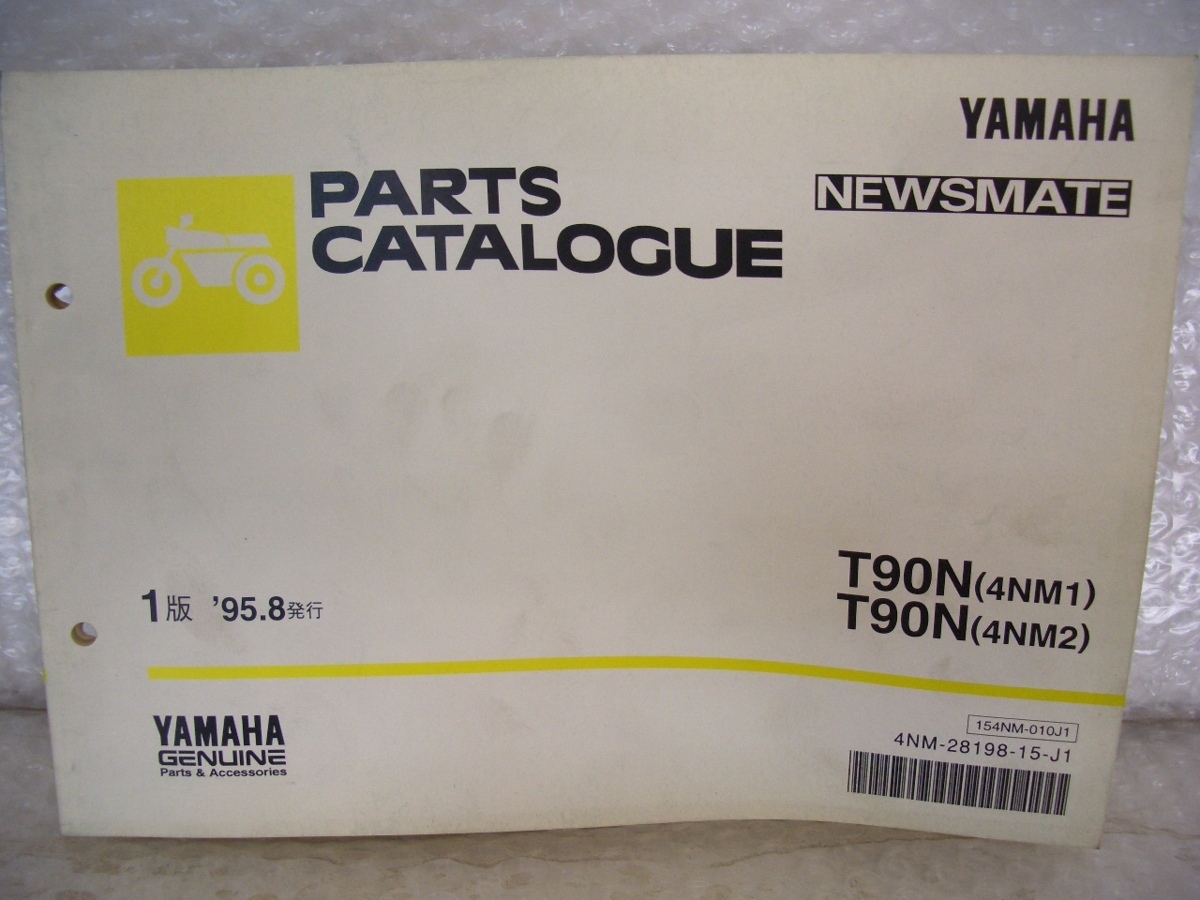 YAMAHA
NEWSMATE
PARTS
CATALOGUE
T90N(4NM1)
T90N(4NM2)
1版 '95.8発行
YAMAHA
GENUINE
Parts & Accessories
154NM-010J1
4NM-28198-15-J1